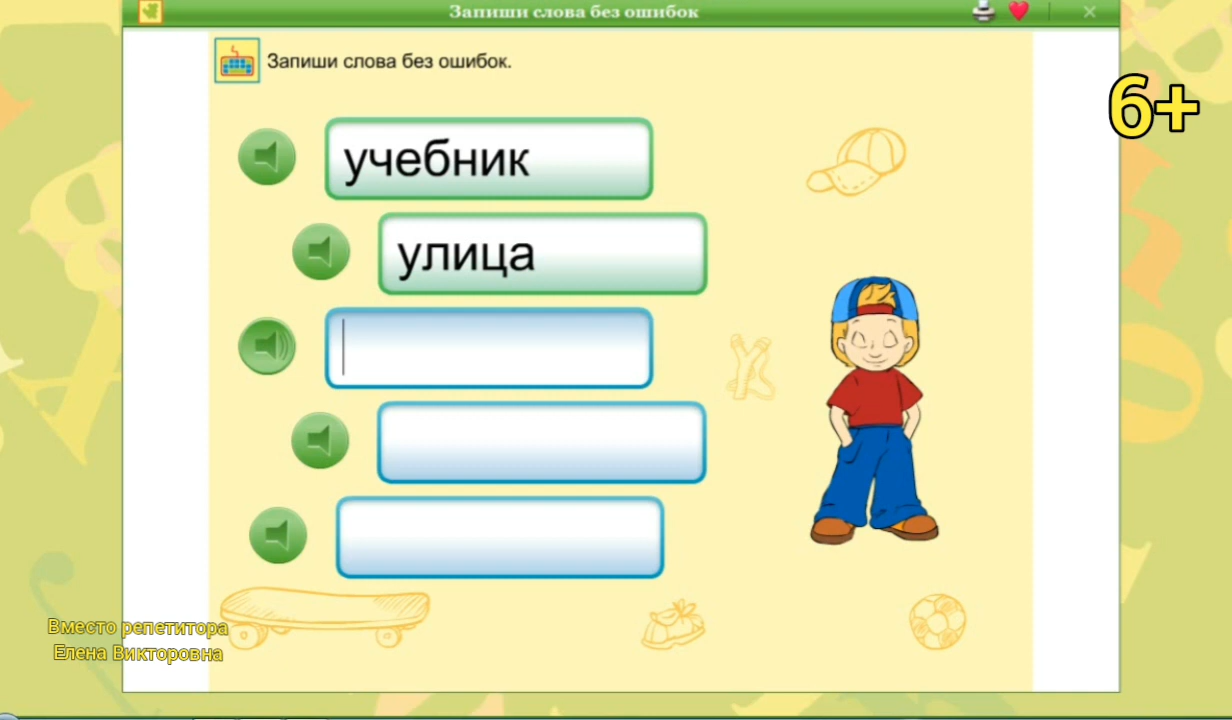 Запиши слова без ошибок
Запиши слова без ошибок.
6+
учебник
улица
Вместо репетитора
Елена Викторовна